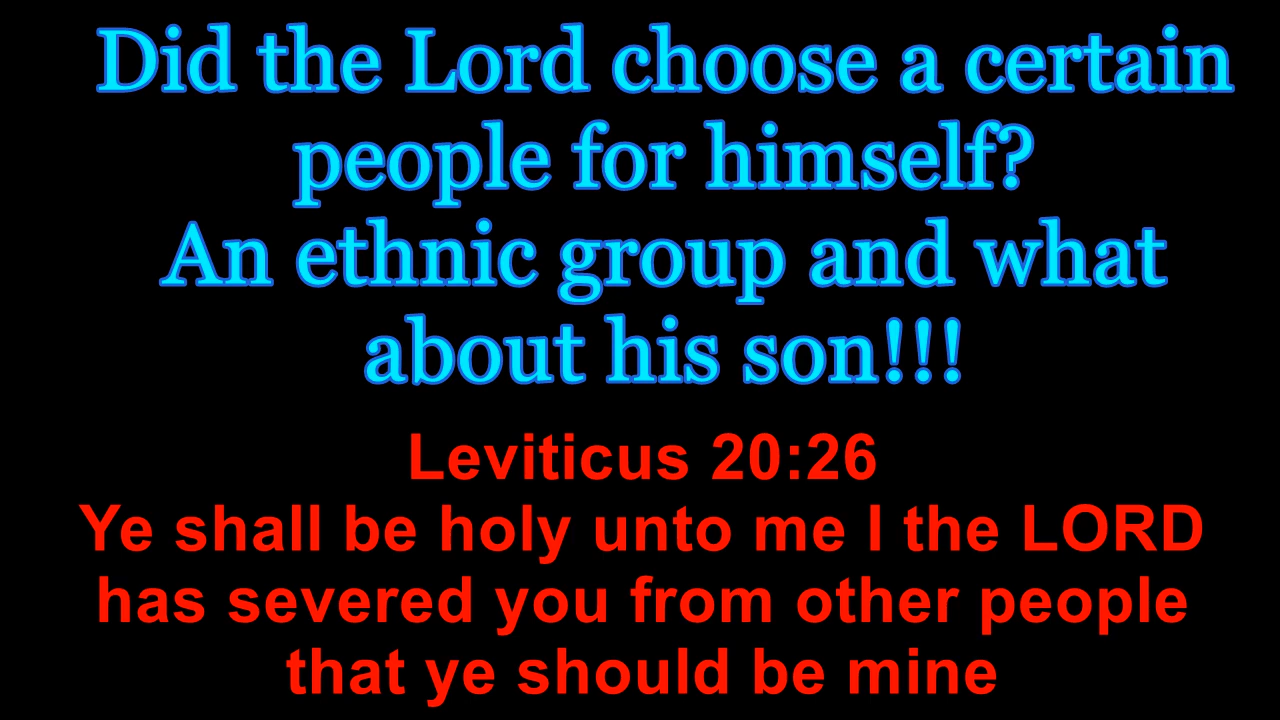 Did the Lord choose a certain
people for himself?
An ethnic group and what
about his son!!!
Leviticus 20:26
Ye shall be holy unto me I the LORD
has severed you from other people
that ye should be mine